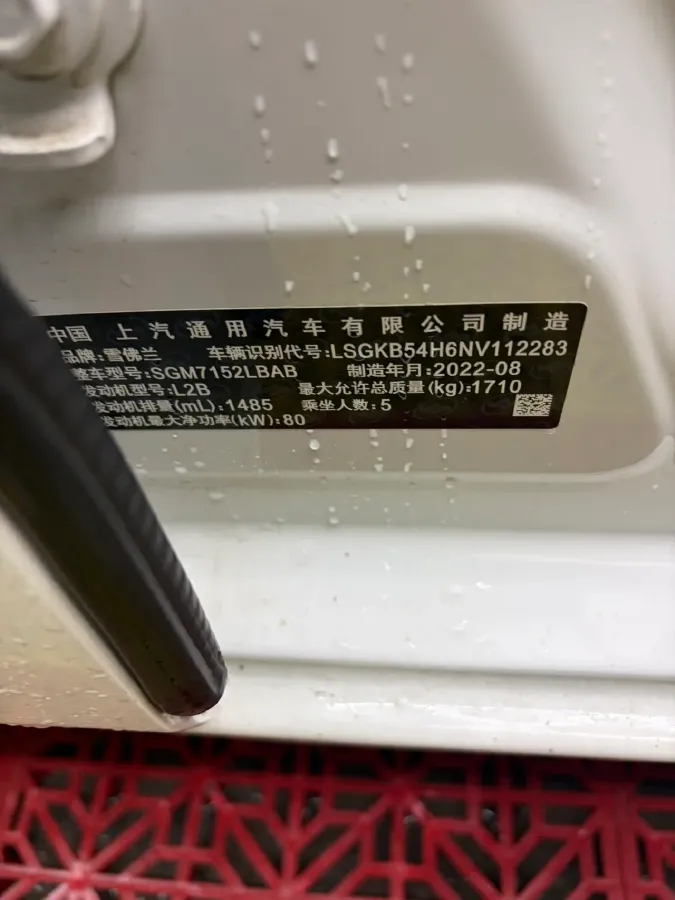 中国 上汽通用汽车有限公司制造
品牌:雪佛兰 车辆识别代号:LSGKB54H6NV112283
整车型号:SGM7152LBAB 制造年月:2022-08
发动机型号:L2B 最大允许总质量(kg):1710
发动机排量(mL):1485 乘坐人数:5
发动机最大净功率(kW):80